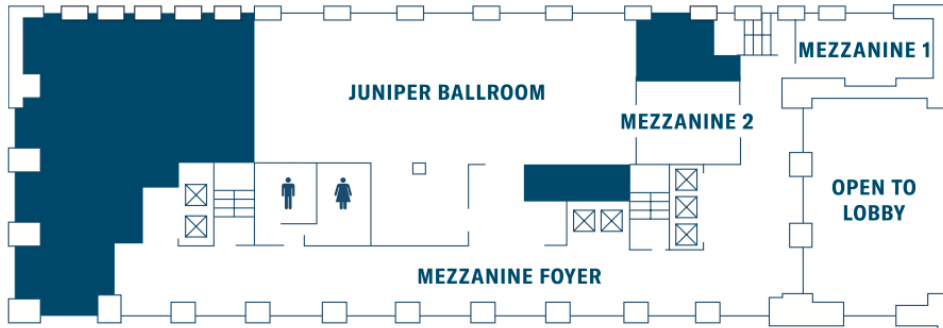 MEZZANINE 1
JUNIPER BALLROOM
MEZZANINE 2
OPEN TO
LOBBY
MEZZANINE FOYER